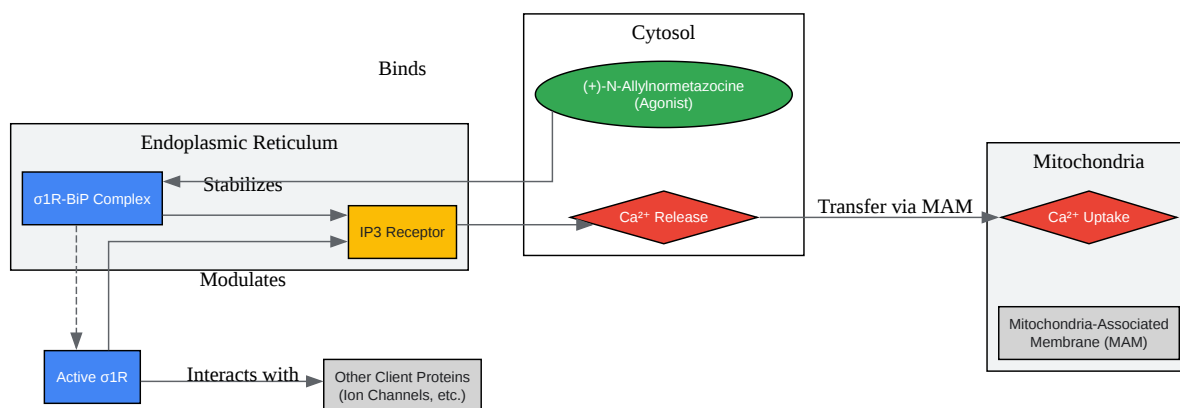 Cytosol
Binds
(+)-N-Allylnormetazocine
(Agonist)
Endoplasmic Reticulum
Mitochondria
σ1R-BiP Complex
Stabilizes
IP3 Receptor
Ca²⁺ Release
Transfer via MAM
Ca²⁺ Uptake
Modulates
Mitochondria-Associated
Membrane (MAM)
Active σ1R
Interacts with
Other Client Proteins
(Ion Channels, etc.)